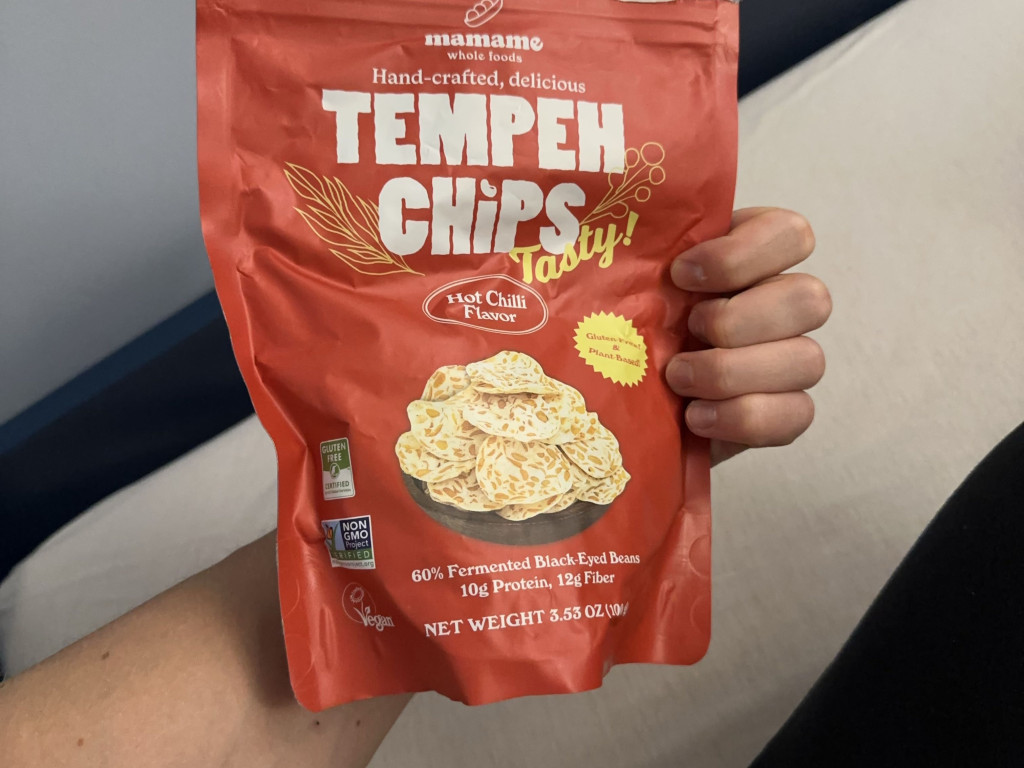 mamame
whole foods
Hand-crafted, delicious
TEMPEH
CHiPS
Tasty!
Hot Chilli
Flavor
Gluten-Free!
&
Plant-Based!
GLUTEN
FREE
CERTIFIED
NON
GMO
Project
VERIFIED
Vegan
60% Fermented Black-Eyed Beans
10g Protein, 12g Fiber
NET WEIGHT 3.53 OZ